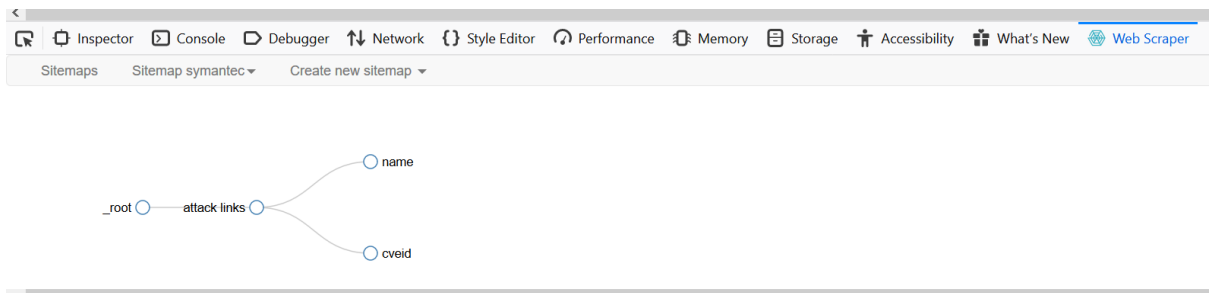 Inspector Console Debugger Network Style Editor Performance Memory Storage Accessibility What's New Web Scraper
Sitemaps Sitemap symantec Create new sitemap
name
_root attack links
cveid